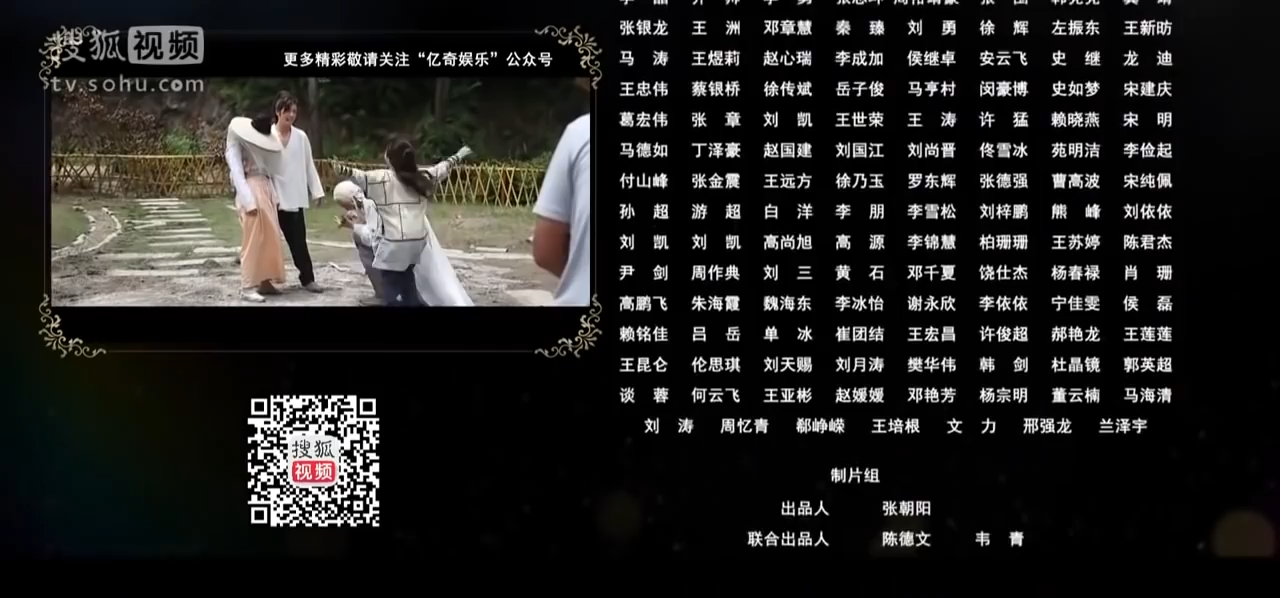 搜狐视频
tv.sohu.com
更多精彩敬请关注“亿奇娱乐”公众号
搜狐
视频
张银龙 王洲 邓章慧 秦臻 刘勇 徐辉 左振东 王新昉
马涛 王煜莉 赵心瑞 李成加 侯继卓 安云飞 史继 龙迪
王忠伟 蔡银桥 徐传斌 岳子俊 马亨村 闵豪博 史如梦 宋建庆
葛宏伟 张章 刘凯 王世荣 王涛 许猛 赖晓燕 宋明
马德如 丁泽豪 赵国建 刘国江 刘尚晋 佟雪冰 苑明洁 李俭起
付山峰 张金震 王远方 徐乃玉 罗东辉 张德强 曹高波 宋纯佩
孙超 游超 白洋 李朋 李雪松 刘梓鹏 熊峰 刘依依
刘凯 刘凯 高尚旭 高源 李锦慧 柏珊珊 王苏婷 陈君杰
尹剑 周作典 刘三 黄石 邓千夏 饶仕杰 杨春禄 肖珊
高鹏飞 朱海霞 魏海东 李冰怡 谢永欣 李依依 宁佳雯 侯磊
赖铭佳 吕岳 单冰 崔团结 王宏昌 许俊超 郝艳龙 王莲莲
王昆仑 伦思琪 刘天赐 刘月涛 樊华伟 韩剑 杜晶镜 郭英超
谈蓉 何云飞 王亚彬 赵媛媛 邓艳芳 杨宗明 董云楠 马海清
刘涛 周忆青 郗峥嵘 王培根 文力 邢强龙 兰泽宇
制片组
出品人 张朝阳
联合出品人 陈德文 韦青